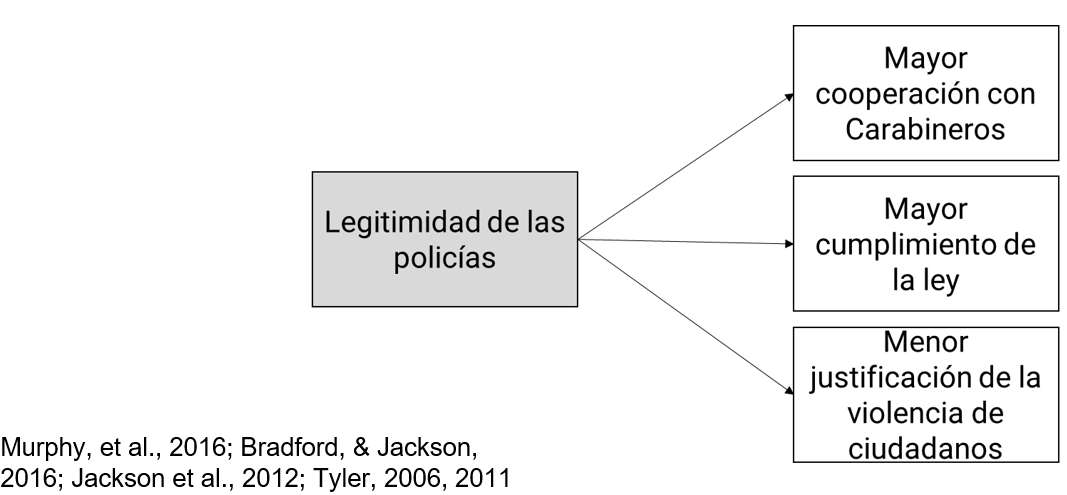 Mayor
cooperación con
Carabineros
Legitimidad de las
policías
Mayor
cumplimiento de
la ley
Menor
justificación de la
violencia de
ciudadanos
Murphy, et al., 2016; Bradford, & Jackson,
2016; Jackson et al., 2012; Tyler, 2006, 2011